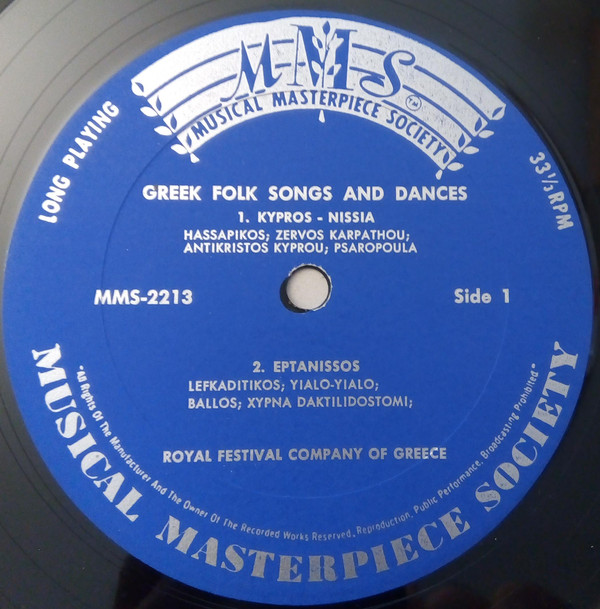 MMS
TM
MUSICAL MASTERPIECE SOCIETY
LONG PLAYING
33 1/3 RPM
GREEK FOLK SONGS AND DANCES
1. KYPROS - NISSIA
HASSAPIKOS; ZERVOS KARPATHOU;
ANTIKRISTOS KYPROU; PSAROPOULA
MMS-2213
Side 1
2. EPTANISSOS
LEFKADITIKOS; YIALO-YIALO;
BALLOS; XYPNA DAKTILIDOSTOMI;
ROYAL FESTIVAL COMPANY OF GREECE
"All Rights Of The Manufacturer And The Owner Of The Recorded Works Reserved, Reproduction, Public Performance, Broadcasting Prohibited"
MUSICAL MASTERPIECE SOCIETY